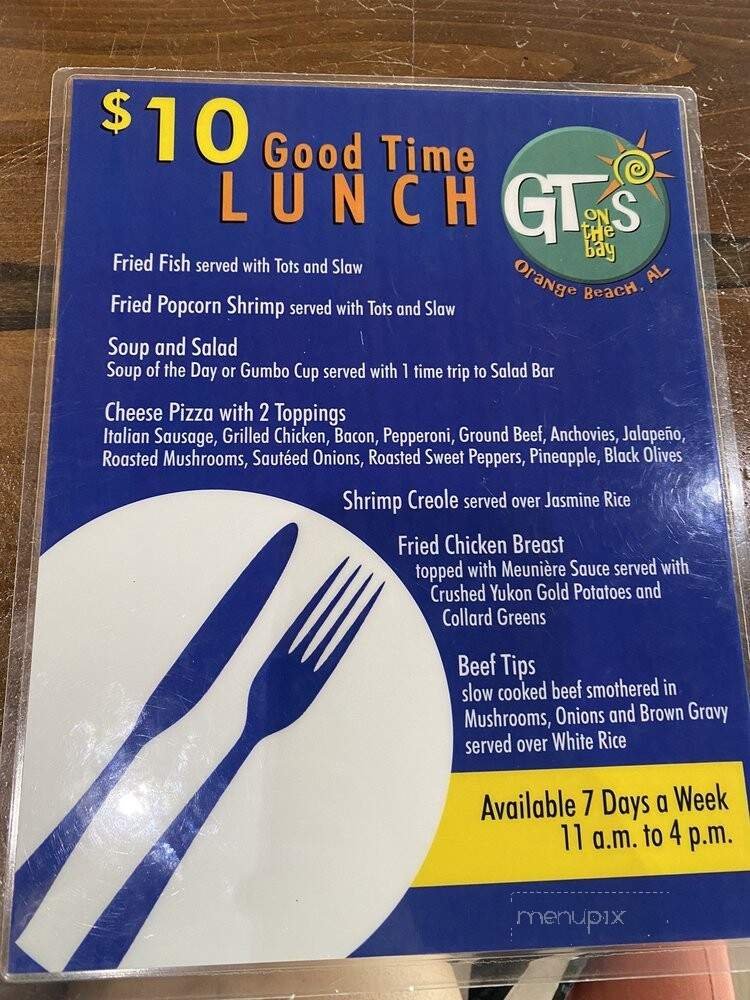 $10 Good Time
LUNCH
GT's
on
the
bay
Orange Beach, AL
Fried Fish served with Tots and Slaw
Fried Popcorn Shrimp served with Tots and Slaw
Soup and Salad
Soup of the Day or Gumbo Cup served with 1 time trip to Salad Bar
Cheese Pizza with 2 Toppings
Italian Sausage, Grilled Chicken, Bacon, Pepperoni, Ground Beef, Anchovies, Jalapeño,
Roasted Mushrooms, Sautéed Onions, Roasted Sweet Peppers, Pineapple, Black Olives
Shrimp Creole served over Jasmine Rice
Fried Chicken Breast
topped with Meunière Sauce served with
Crushed Yukon Gold Potatoes and
Collard Greens
Beef Tips
slow cooked beef smothered in
Mushrooms, Onions and Brown Gravy
served over White Rice
Available 7 Days a Week
11 a.m. to 4 p.m.
menupix